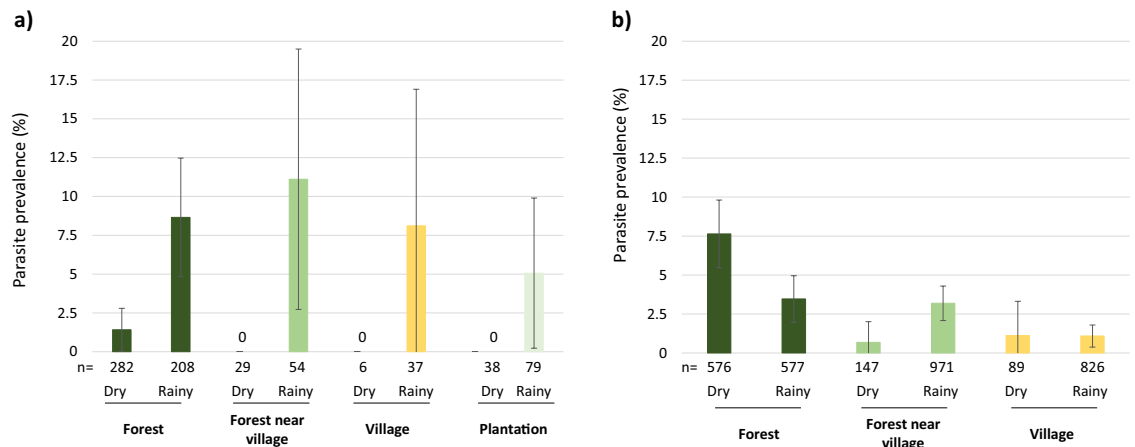 a)
Parasite prevalence (%)
20
17.5
15
12.5
10
7.5
5
2.5
0
0 0 0
n= 282 208 29 54 6 37 38 79
Dry Rainy Dry Rainy Dry Rainy Dry Rainy
Forest Forest near Village Plantation
village
b)
Parasite prevalence (%)
20
17.5
15
12.5
10
7.5
5
2.5
0
n= 576 577 147 971 89 826
Dry Rainy Dry Rainy Dry Rainy
Forest Forest near Village
village